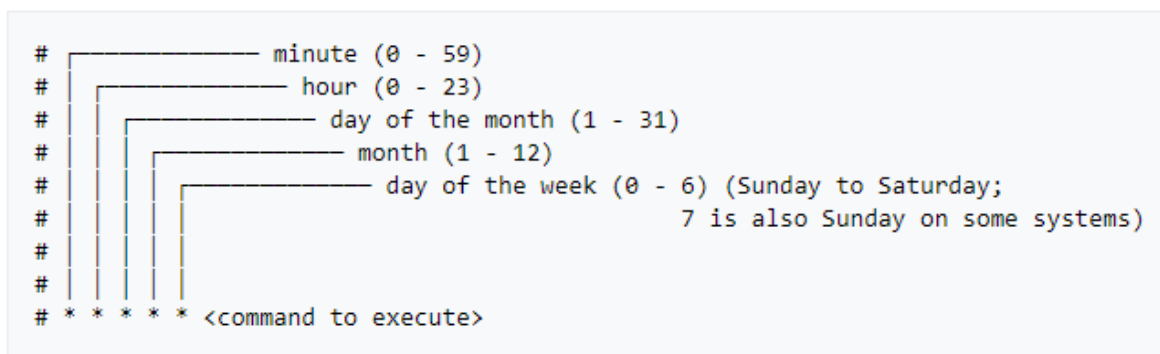 # ┌───────────── minute (0 - 59)
# │ ┌───────────── hour (0 - 23)
# │ │ ┌───────────── day of the month (1 - 31)
# │ │ │ ┌───────────── month (1 - 12)
# │ │ │ │ ┌───────────── day of the week (0 - 6) (Sunday to Saturday;
# │ │ │ │ │                                   7 is also Sunday on some systems)
# │ │ │ │ │
# │ │ │ │ │
# * * * * * <command to execute>